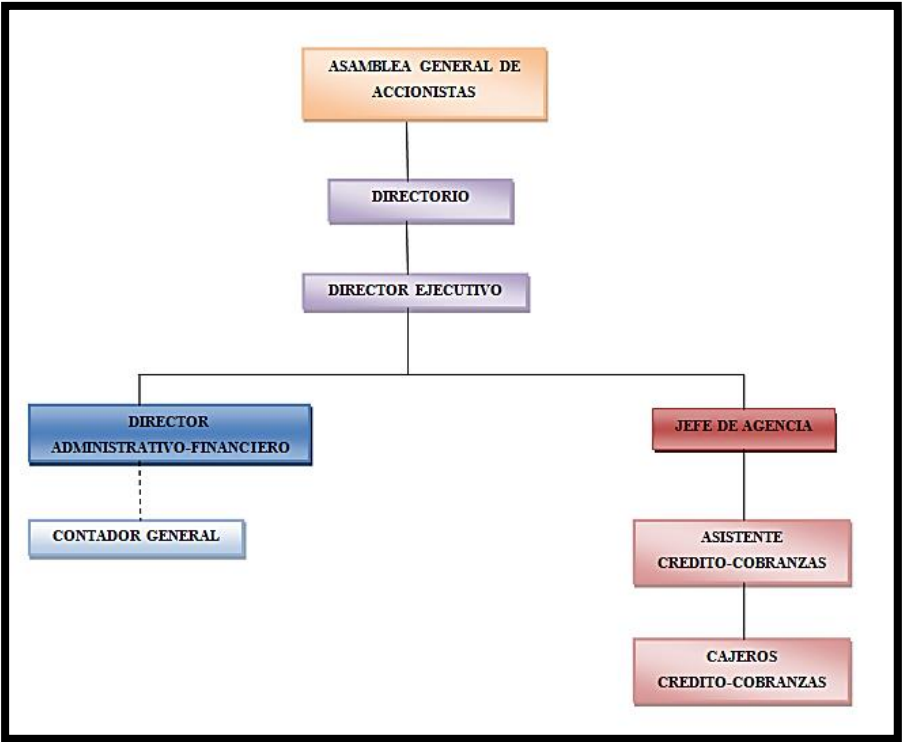 ASAMBLEA GENERAL DE
ACCIONISTAS
DIRECTORIO
DIRECTOR EJECUTIVO
DIRECTOR
ADMINISTRATIVO-FINANCIERO
JEFE DE AGENCIA
CONTADOR GENERAL
ASISTENTE
CREDITO-COBRANZAS
CAJEROS
CREDITO-COBRANZAS